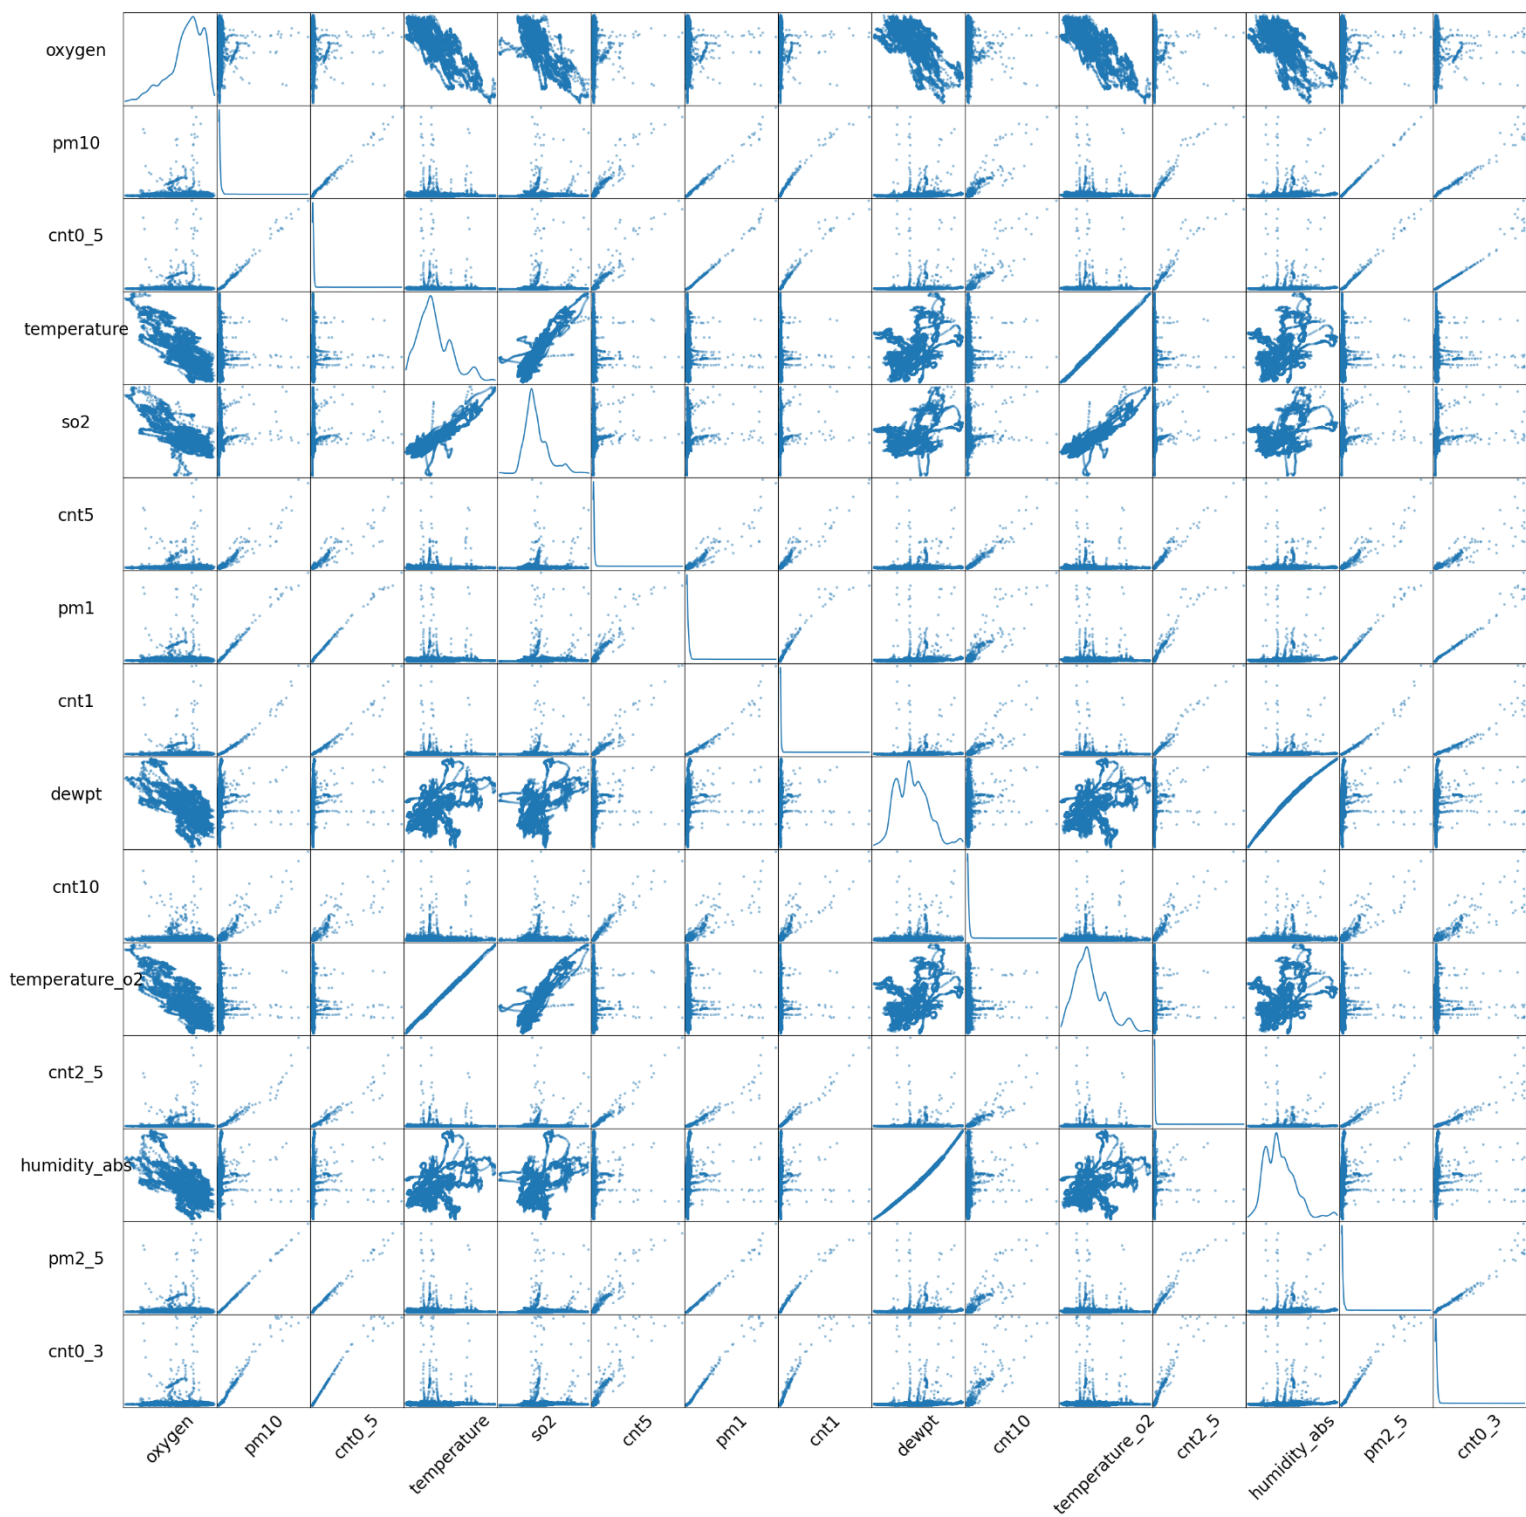 oxygen
pm10
cnt0_5
temperature
so2
cnt5
pm1
cnt1
dewpt
cnt10
temperature_o2
cnt2_5
humidity_abs
pm2_5
cnt0_3
oxygen
pm10
cnt0_5
temperature
so2
cnt5
pm1
cnt1
dewpt
cnt10
temperature_o2
cnt2_5
humidity_abs
pm2_5
cnt0_3